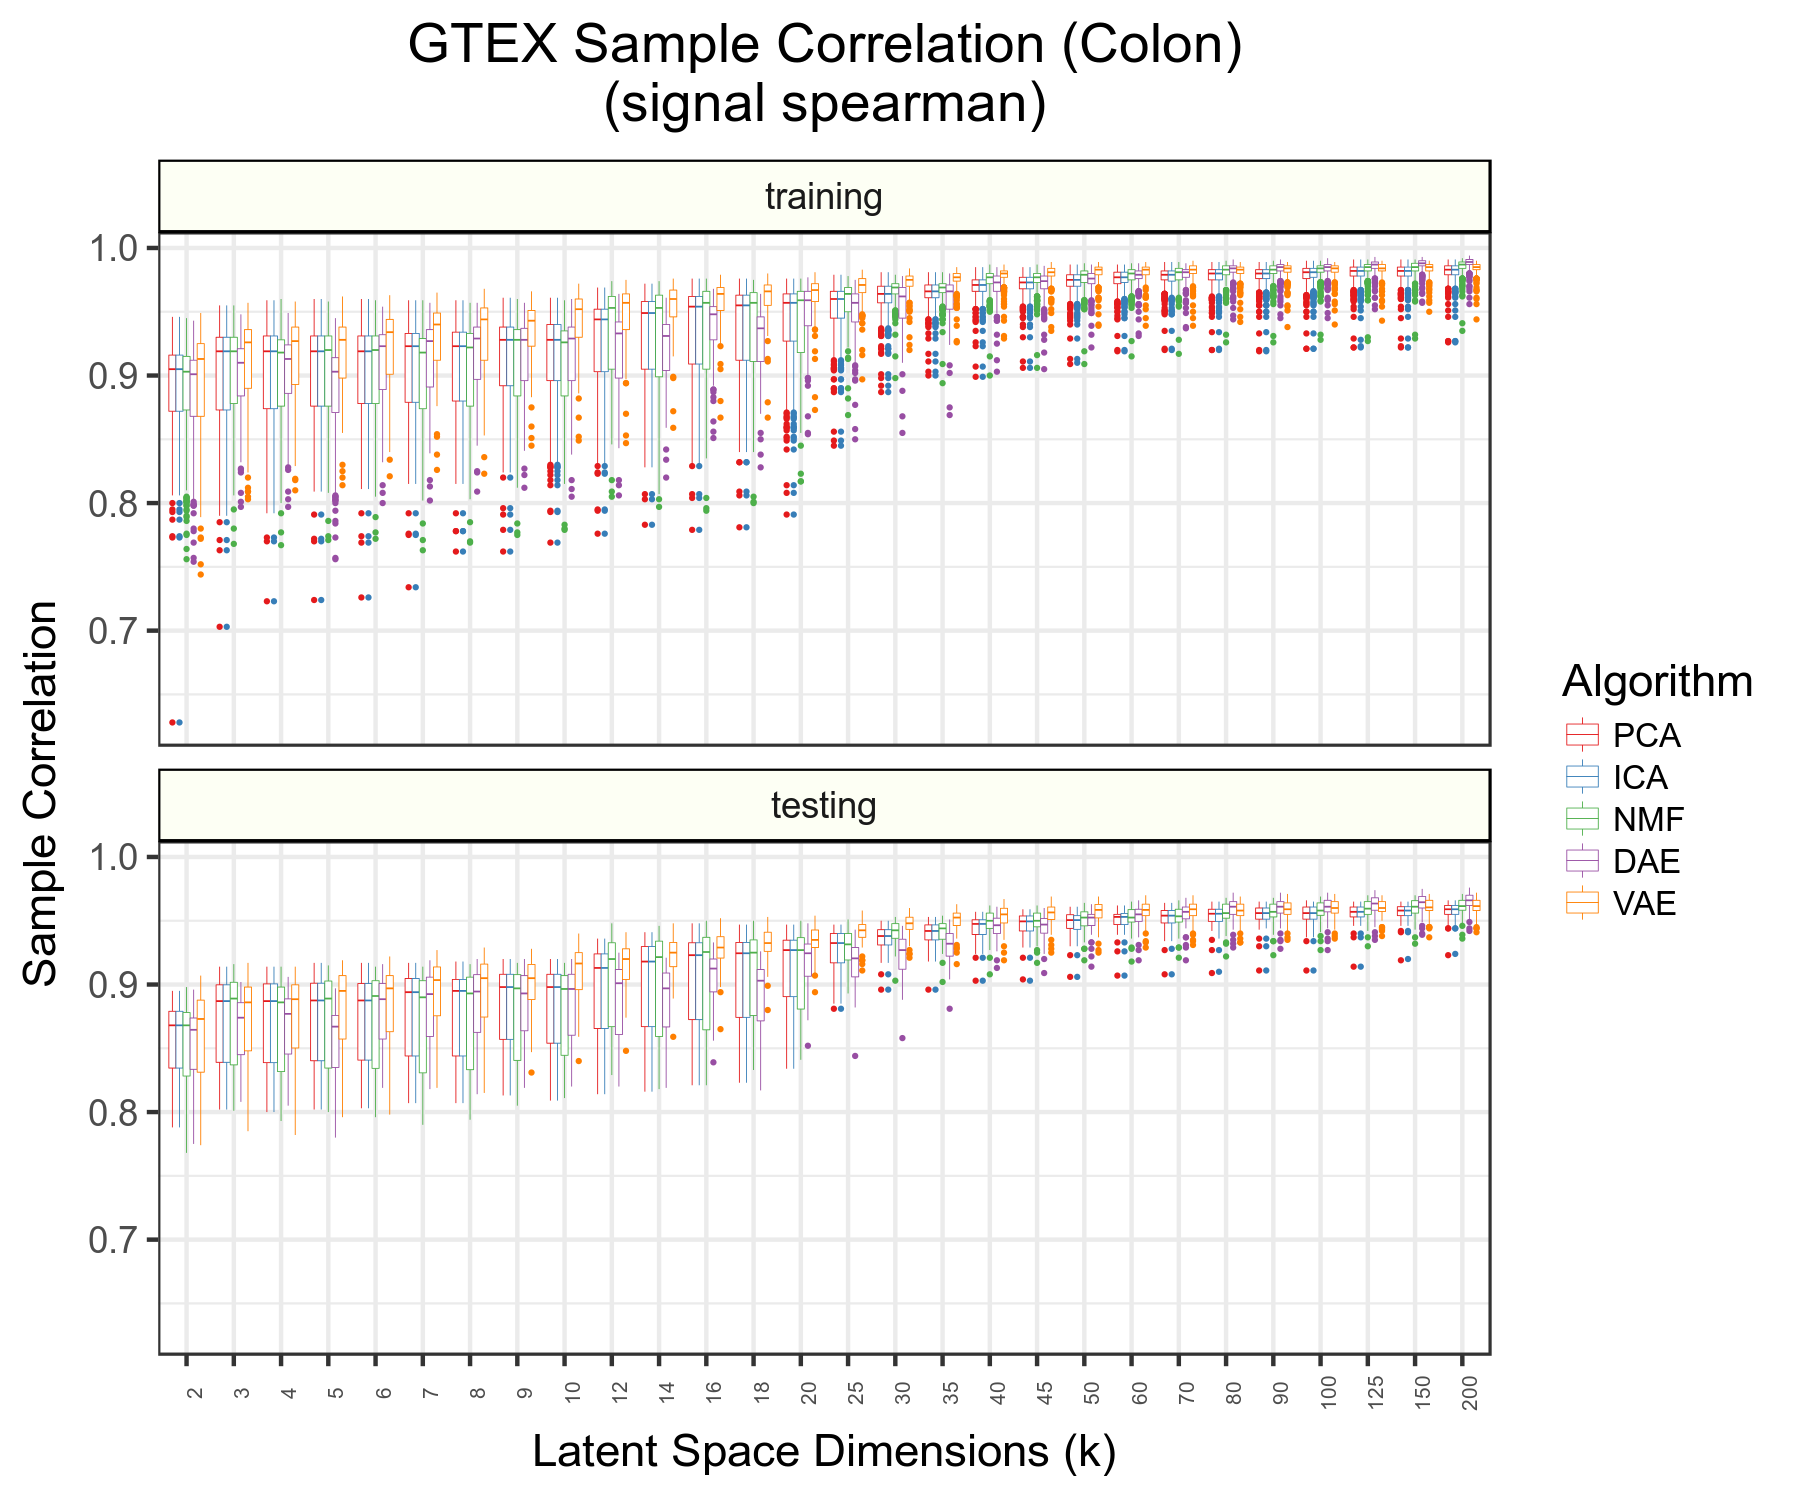 GTEX Sample Correlation (Colon)
(signal spearman)
training
1.0
0.9
0.8
0.7
testing
1.0
0.9
0.8
0.7
Sample Correlation
2 3 4 5 6 7 8 9 10 12 14 16 18 20 25 30 35 40 45 50 60 70 80 90 100 125 150 200
Latent Space Dimensions (k)
Algorithm
PCA
ICA
NMF
DAE
VAE